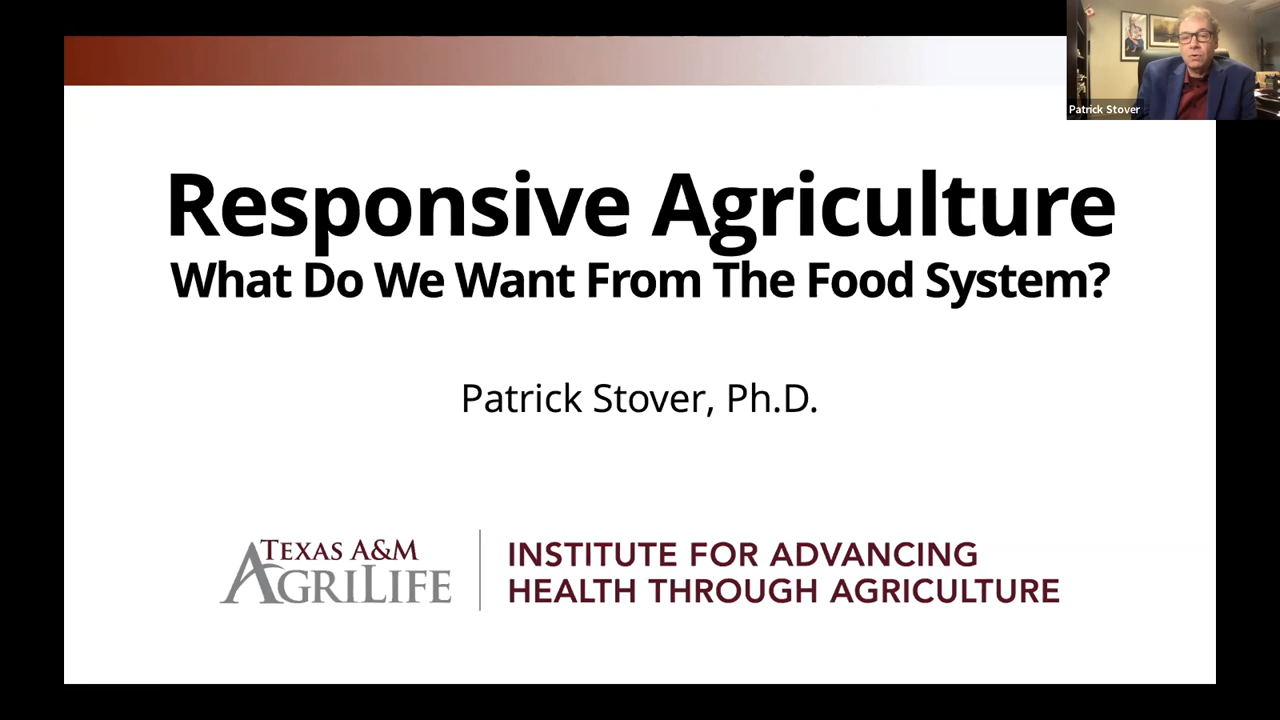 Patrick Stover
Responsive Agriculture
What Do We Want From The Food System?
Patrick Stover, Ph.D.
TEXAS A&M
AGRILIFE
INSTITUTE FOR ADVANCING
HEALTH THROUGH AGRICULTURE